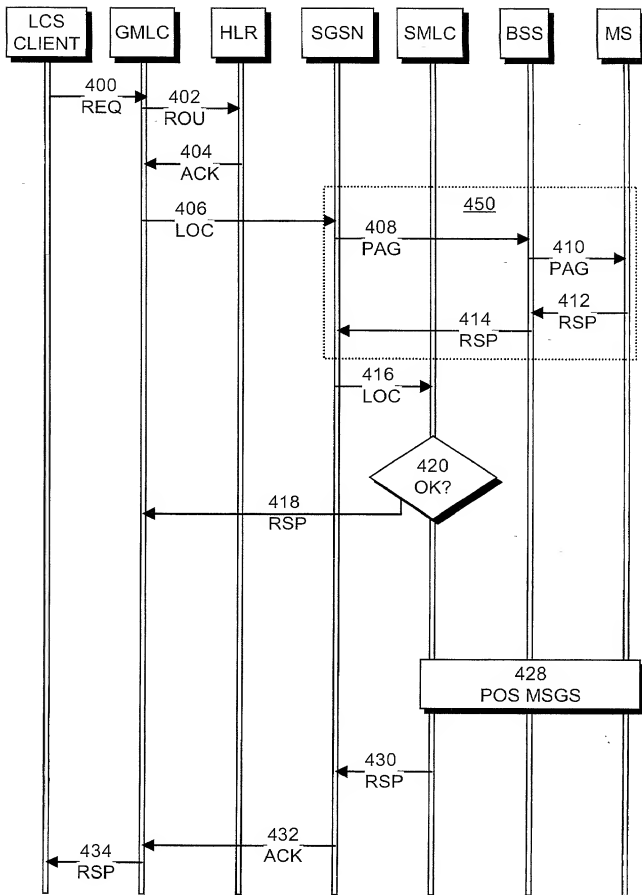 LCS
CLIENT
GMLC
HLR
SGSN
SMLC
BSS
MS
400
REQ
402
ROU
404
ACK
406
LOC
450
408
PAG
410
PAG
412
RSP
414
RSP
416
LOC
420
OK?
418
RSP
428
POS MSGS
430
RSP
432
ACK
434
RSP